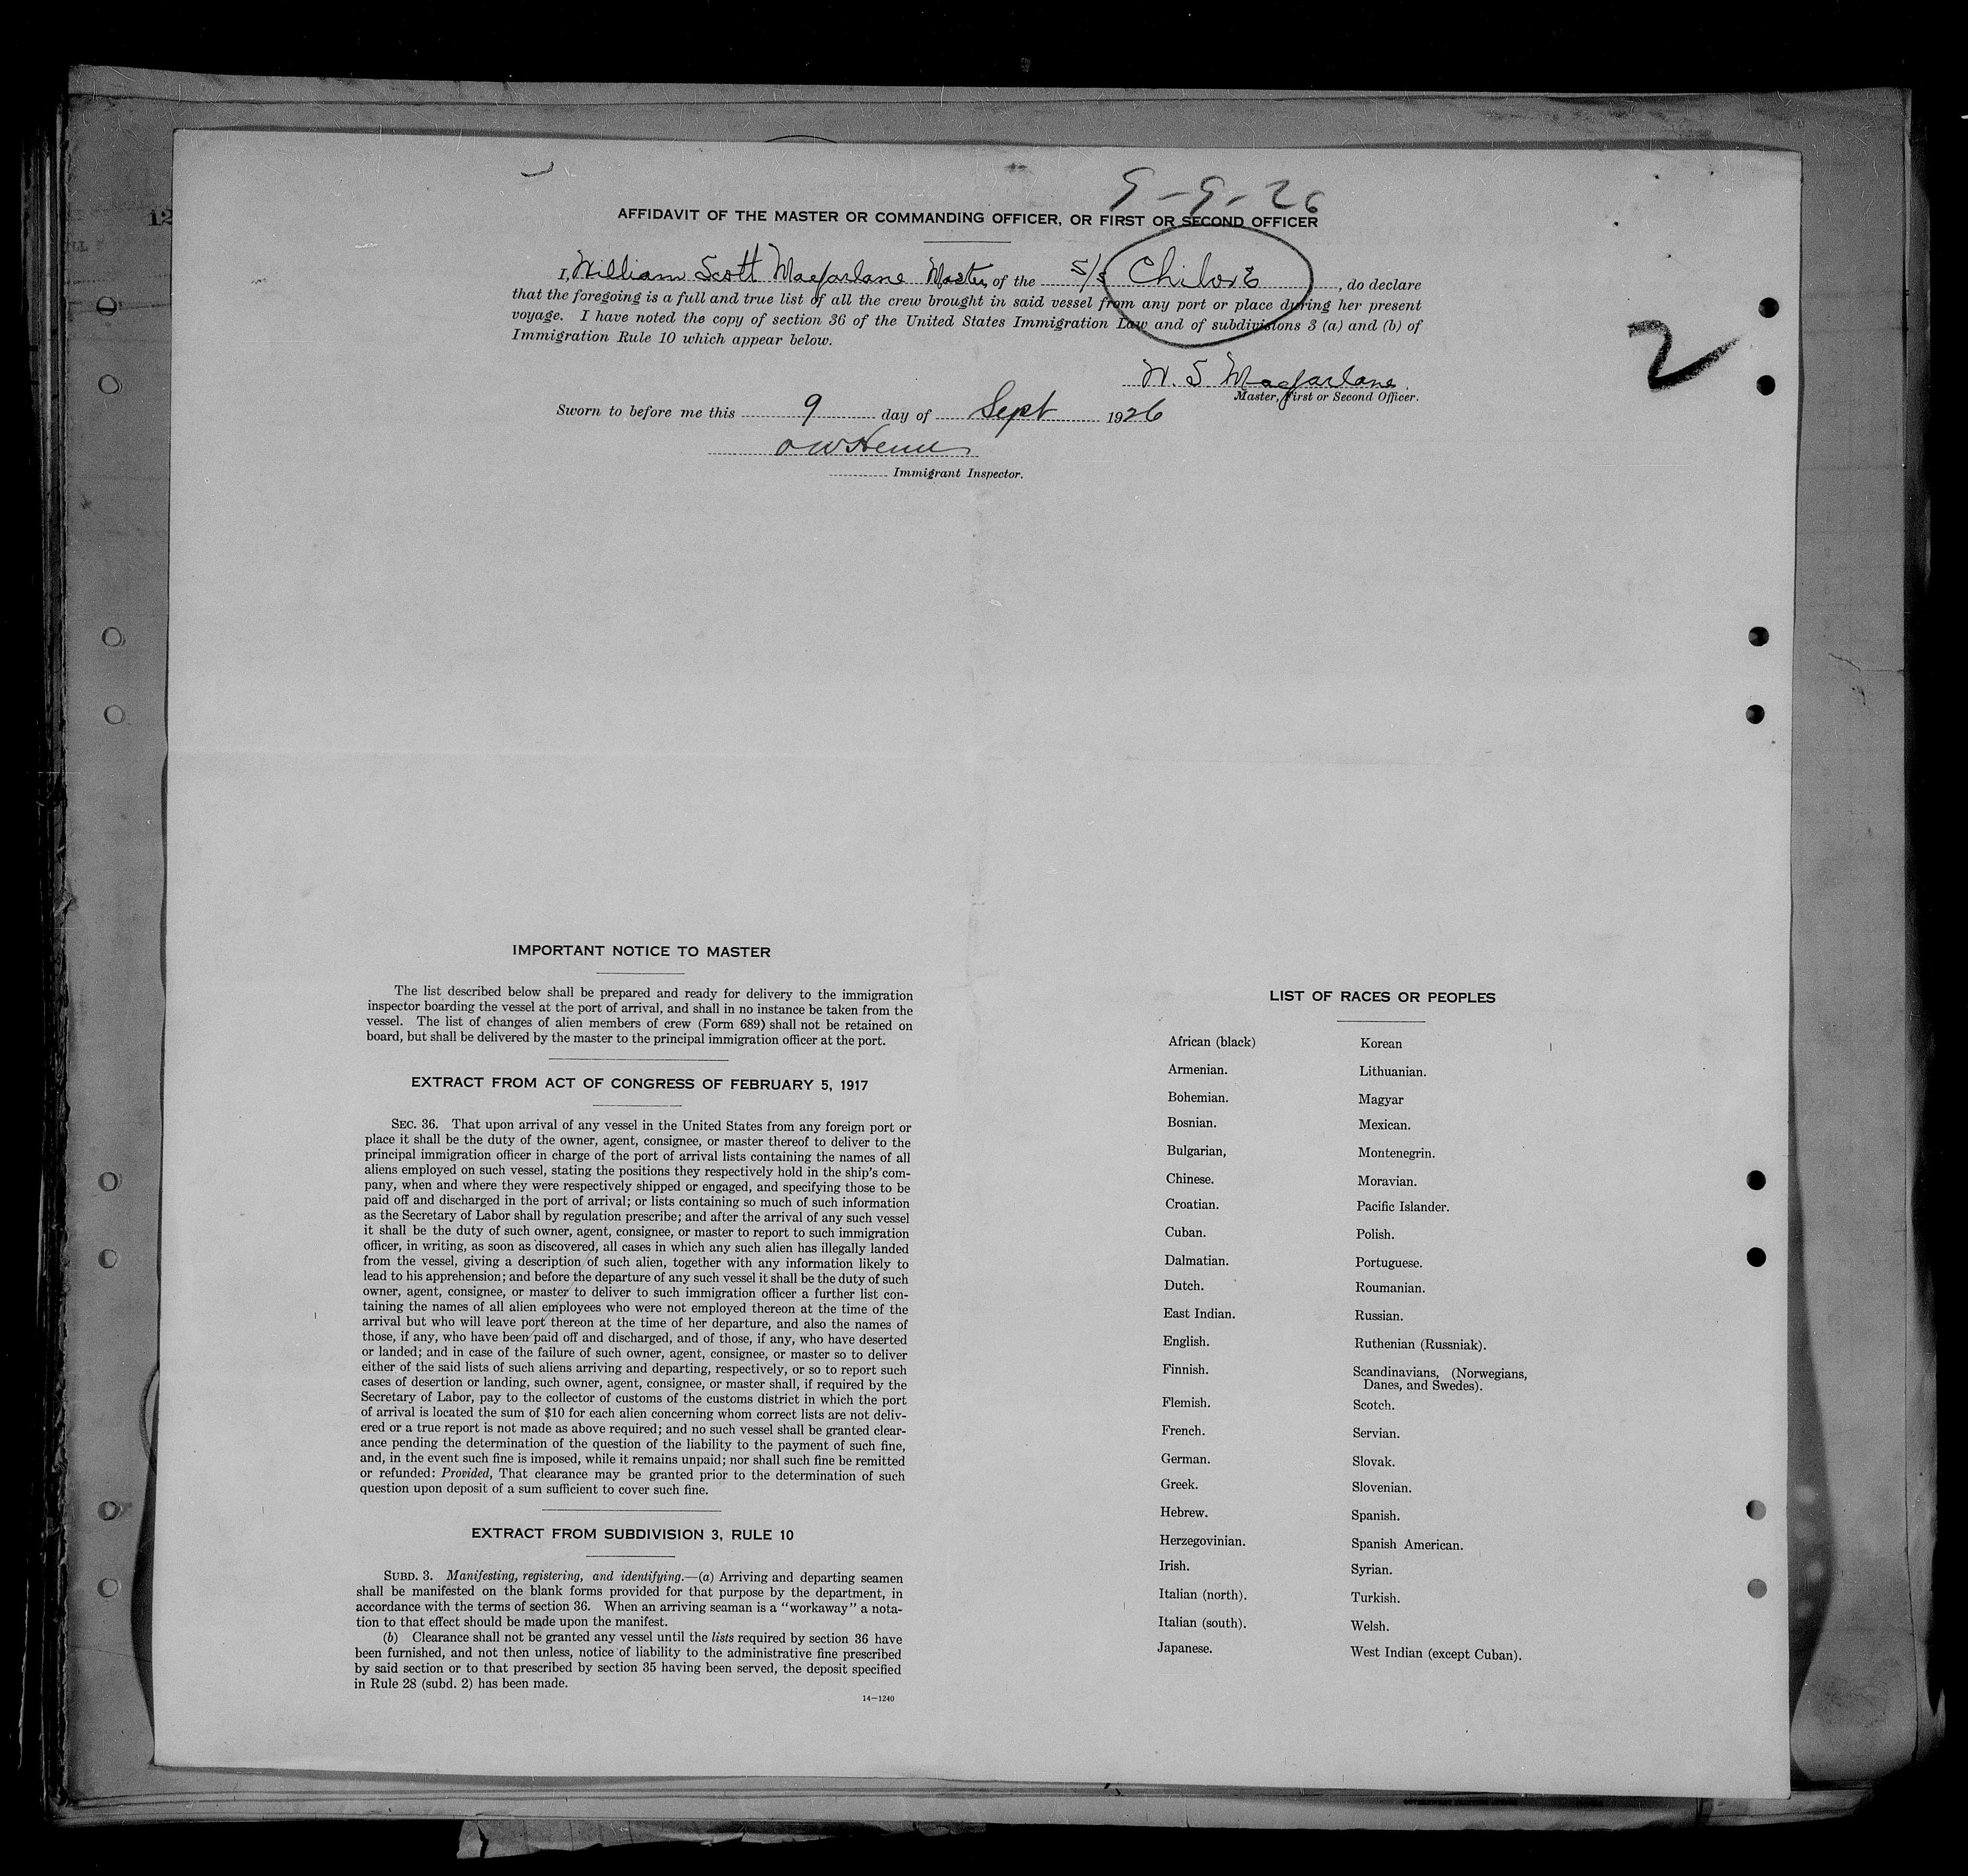 9-9-26
AFFIDAVIT OF THE MASTER OR COMMANDING OFFICER, OR FIRST OR SECOND OFFICER
I, William Scott Macfarlane Master of the S/S Chiloe, do declare
that the foregoing is a full and true list of all the crew brought in said vessel from any port or place during her present
voyage. I have noted the copy of section 36 of the United States Immigration Law and of subdivisions 3 (a) and (b) of
Immigration Rule 10 which appear below.
2
W. S. Macfarlane.
Master, First or Second Officer.
Sworn to before me this 9 day of Sept 1926
Immigrant Inspector.
IMPORTANT NOTICE TO MASTER
The list described below shall be prepared and ready for delivery to the immigration
inspector boarding the vessel at the port of arrival, and shall in no instance be taken from the
vessel. The list of changes of alien members of crew (Form 689) shall not be retained on
board, but shall be delivered by the master to the principal immigration officer at the port.
EXTRACT FROM ACT OF CONGRESS OF FEBRUARY 5, 1917
SEC. 36. That upon arrival of any vessel in the United States from any foreign port or
place it shall be the duty of the owner, agent, consignee, or master thereof to deliver to the
principal immigration officer in charge of the port of arrival lists containing the names of all
aliens employed on such vessel, stating the positions they respectively hold in the ship's com-
pany, when and where they were respectively shipped or engaged, and specifying those to be
paid off and discharged in the port of arrival; or lists containing so much of such information
as the Secretary of Labor shall by regulation prescribe; and after the arrival of any such vessel
it shall be the duty of such owner, agent, consignee, or master to report to such immigration
officer, in writing, as soon as discovered, all cases in which any such alien has illegally landed
from the vessel, giving a description of such alien, together with any information likely to
lead to his apprehension; and before the departure of any such vessel it shall be the duty of such
owner, agent, consignee, or master to deliver to such immigration officer a further list con-
taining the names of all alien employees who were not employed thereon at the time of the
arrival but who will leave port thereon at the time of her departure, and also the names of
those, if any, who have been paid off and discharged, and of those, if any, who have deserted
or landed; and in case of the failure of such owner, agent, consignee, or master so to deliver
either of the said lists of such aliens arriving and departing, respectively, or so to report such
cases of desertion or landing, such owner, agent, consignee, or master shall, if required by the
Secretary of Labor, pay to the collector of customs of the customs district in which the port
of arrival is located the sum of $10 for each alien concerning whom correct lists are not deliv-
ered or a true report is not made as above required; and no such vessel shall be granted clear-
ance pending the determination of the question of the liability to the payment of such fine,
and, in the event such fine is imposed, while it remains unpaid; nor shall such fine be remitted
or refunded: Provided, That clearance may be granted prior to the determination of such
question upon deposit of a sum sufficient to cover such fine.
EXTRACT FROM SUBDIVISION 3, RULE 10
SUBD. 3. Manifesting, registering, and identifying.—(a) Arriving and departing seamen
shall be manifested on the blank forms provided for that purpose by the department, in
accordance with the terms of section 36. When an arriving seaman is a "workaway" a nota-
tion to that effect should be made upon the manifest.
(b) Clearance shall not be granted any vessel until the lists required by section 36 have
been furnished, and not then unless, notice of liability to the administrative fine prescribed
by said section or to that prescribed by section 35 having been served, the deposit specified
in Rule 28 (subd. 2) has been made.
14—1240
LIST OF RACES OR PEOPLES
African (black)
Armenian.
Bohemian.
Bosnian.
Bulgarian,
Chinese.
Croatian.
Cuban.
Dalmatian.
Dutch.
East Indian.
English.
Finnish.
Flemish.
French.
German.
Greek.
Hebrew.
Herzegovinian.
Irish.
Italian (north).
Italian (south).
Japanese.
Korean
Lithuanian.
Magyar
Mexican.
Montenegrin.
Moravian.
Pacific Islander.
Polish.
Portuguese.
Roumanian.
Russian.
Ruthenian (Russniak).
Scandinavians, (Norwegians,
Danes, and Swedes).
Scotch.
Servian.
Slovak.
Slovenian.
Spanish.
Spanish American.
Syrian.
Turkish.
Welsh.
West Indian (except Cuban).